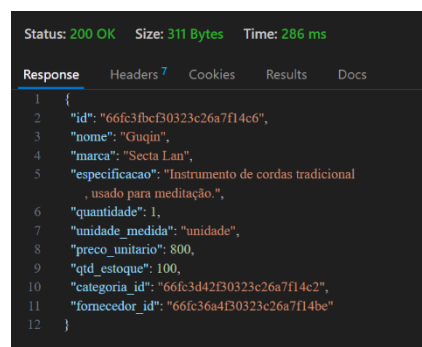 Status: 200 OK Size: 311 Bytes Time: 286 ms
Response Headers 7 Cookies Results Docs
1 {
2 "id": "66fc3fbcf30323c26a7f14c6",
3 "nome": "Guqin",
4 "marca": "Secta Lan",
5 "especificacao": "Instrumento de cordas tradicional
, usado para meditação.",
6 "quantidade": 1,
7 "unidade_medida": "unidade",
8 "preco_unitario": 800,
9 "qtd_estoque": 100,
10 "categoria_id": "66fc3d42f30323c26a7f14c2",
11 "fornecedor_id": "66fc36a4f30323c26a7f14be"
12 }